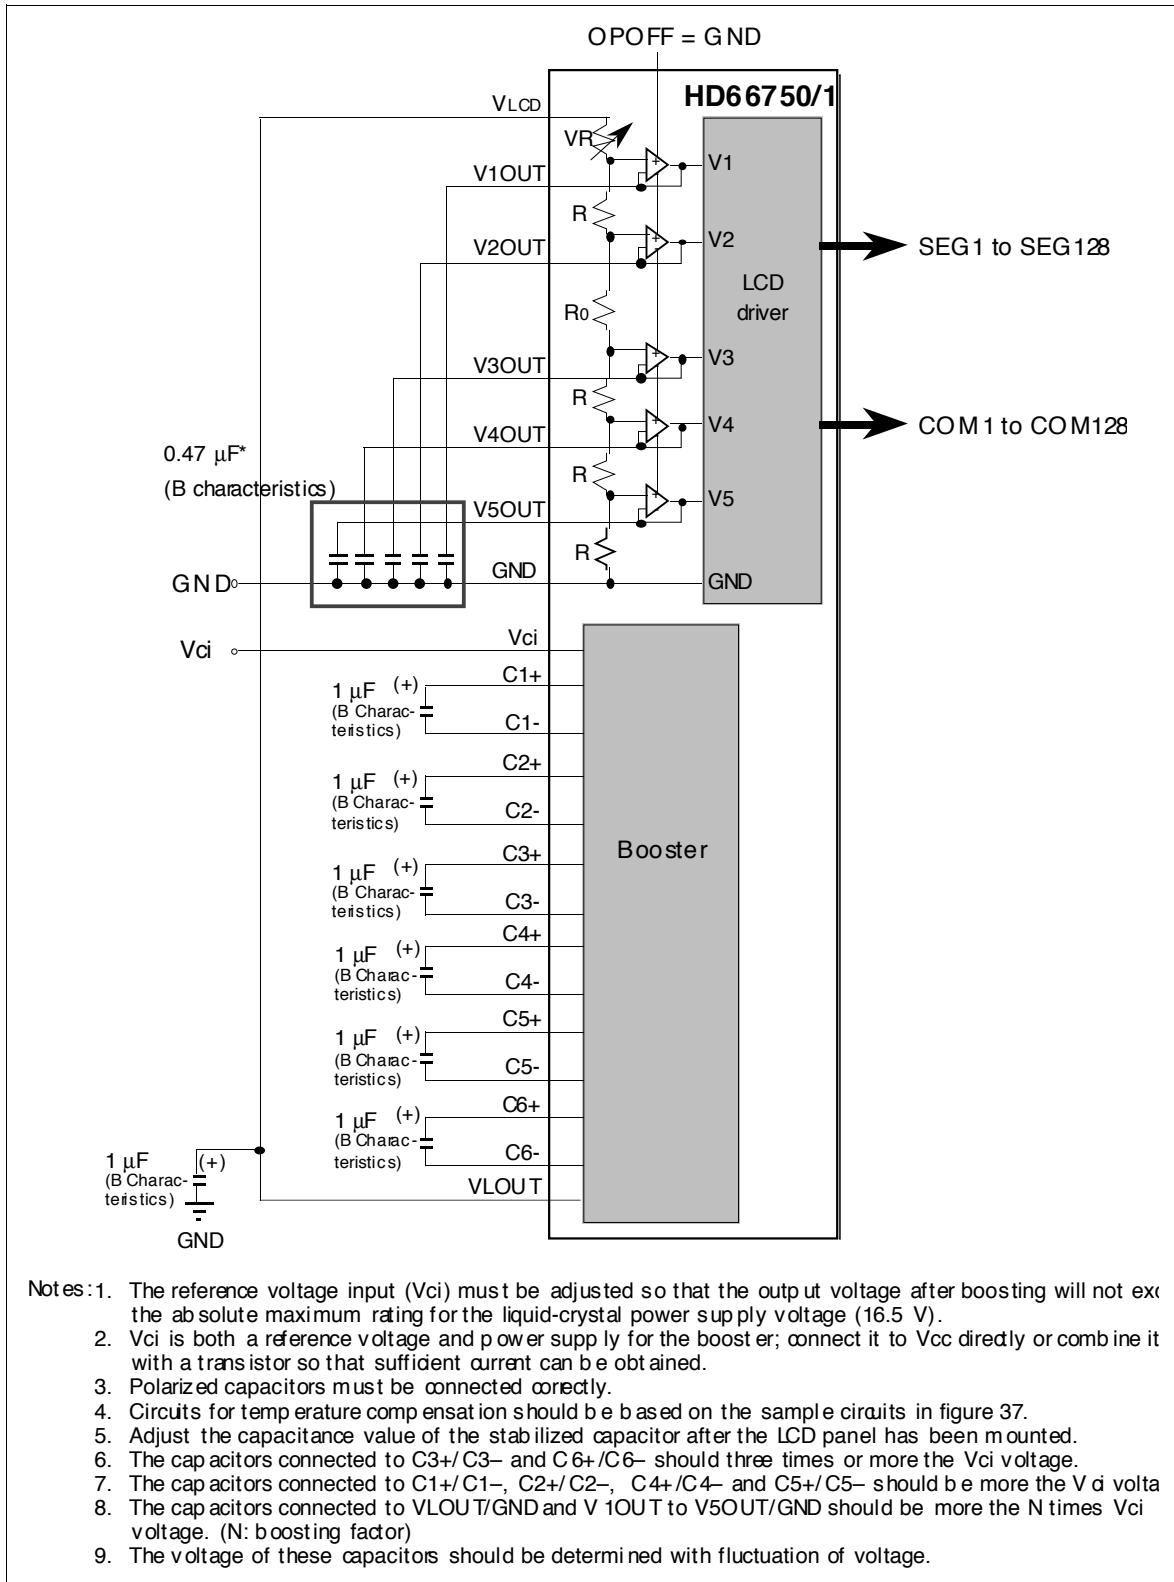 OPOFF = GND
HD66750/1
VLCD
VR
V1OUT
V1
R
V2OUT
V2
SEG1 to SEG128
LCD
driver
R0
V3OUT
V3
R
V4OUT
V4
COM1 to COM128
0.47 µF*
(B characteristics)
R
V5OUT
V5
R
GND
GND
GND
Vci
Vci
C1+
1 µF (+)
(B Charac-
teristics)
C1-
C2+
1 µF (+)
(B Charac-
teristics)
C2-
Booster
C3+
1 µF (+)
(B Charac-
teristics)
C3-
C4+
1 µF (+)
(B Charac-
teristics)
C4-
C5+
1 µF (+)
(B Charac-
teristics)
C5-
C6+
1 µF (+)
(B Charac-
teristics)
C6-
VLOUT
1 µF (+)
(B Charac-
teristics)
GND
Notes: 1. The reference voltage input (Vci) must be adjusted so that the output voltage after boosting will not exc
the absolute maximum rating for the liquid-crystal power supply voltage (16.5 V).
2. Vci is both a reference voltage and power supply for the booster; connect it to Vcc directly or combine it
with a transistor so that sufficient current can be obtained.
3. Polarized capacitors must be connected correctly.
4. Circuits for temperature compensation should be based on the sample circuits in figure 37.
5. Adjust the capacitance value of the stabilized capacitor after the LCD panel has been mounted.
6. The capacitors connected to C3+/C3– and C6+/C6– should three times or more the Vci voltage.
7. The capacitors connected to C1+/C1–, C2+/C2–, C4+/C4– and C5+/C5– should be more the Vci volta
8. The capacitors connected to VLOUT/GND and V1OUT to V5OUT/GND should be more the N times Vci
voltage. (N: boosting factor)
9. The voltage of these capacitors should be determined with fluctuation of voltage.